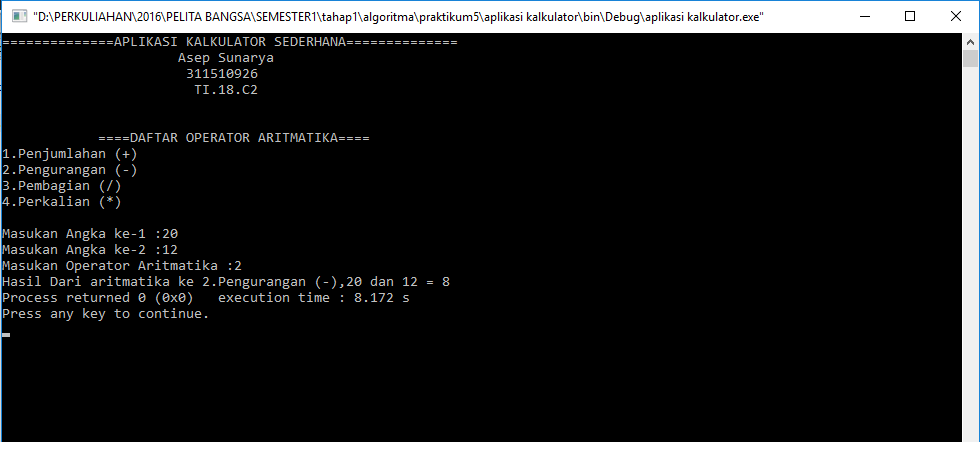 "D:\PERKULIAHAN\2016\PELITA BANGSA\SEMESTER1\tahap1\algoritma\praktikum5\aplikasi kalkulator\bin\Debug\aplikasi kalkulator.exe"
==============APLIKASI KALKULATOR SEDERHANA==============
Asep Sunarya
311510926
TI.18.C2
====DAFTAR OPERATOR ARITMATIKA====
1.Penjumlahan (+)
2.Pengurangan (-)
3.Pembagian (/)
4.Perkalian (*)
Masukan Angka ke-1 :20
Masukan Angka ke-2 :12
Masukan Operator Aritmatika :2
Hasil Dari aritmatika ke 2.Pengurangan (-),20 dan 12 = 8
Process returned 0 (0x0)   execution time : 8.172 s
Press any key to continue.